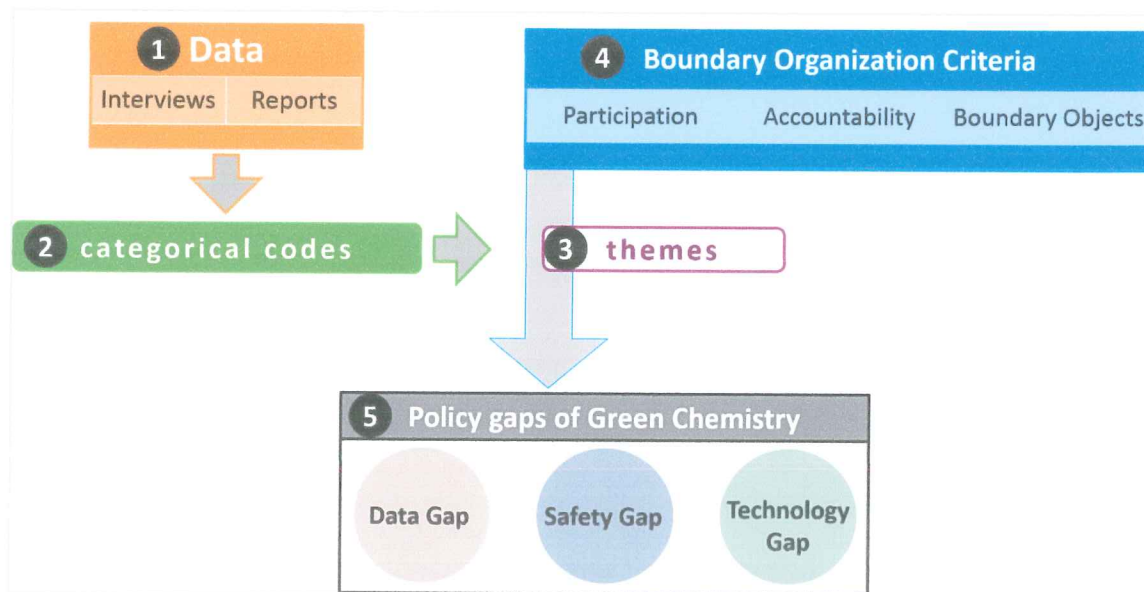 1 Data
Interviews Reports
4 Boundary Organization Criteria
Participation Accountability Boundary Objects
2 categorical codes
3 themes
5 Policy gaps of Green Chemistry
Data Gap
Safety Gap
Technology
Gap